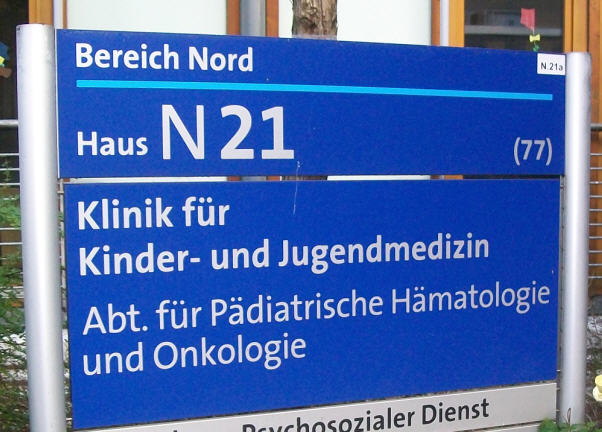 Bereich Nord
N.21a
Haus N 21 (77)
Klinik für
Kinder- und Jugendmedizin
Abt. für Pädiatrische Hämatologie
und Onkologie
Psychosozialer Dienst